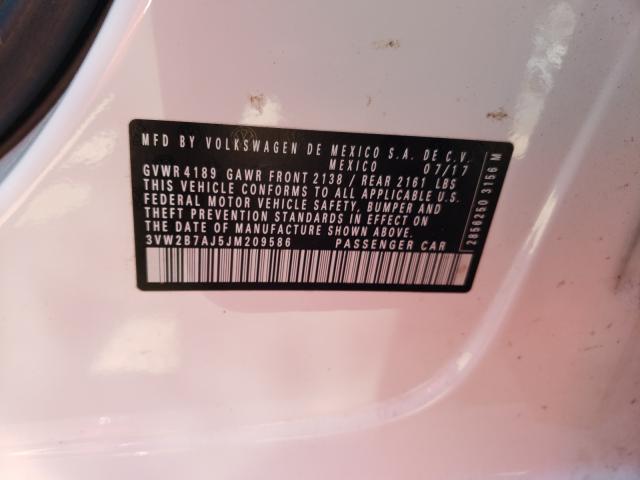 MFD BY VOLKSWAGEN DE MEXICO S.A. DE C.V.
MEXICO 07/17
GVWR 4189 GAWR FRONT 2138 / REAR 2161 LBS
THIS VEHICLE CONFORMS TO ALL APPLICABLE U.S.
FEDERAL MOTOR VEHICLE SAFETY, BUMPER AND
THEFT PREVENTION STANDARDS IN EFFECT ON
THE DATE OF MANUFACTURE SHOWN ABOVE.
3VW2B7AJ5JM209586 PASSENGER CAR
2856250 3156 M